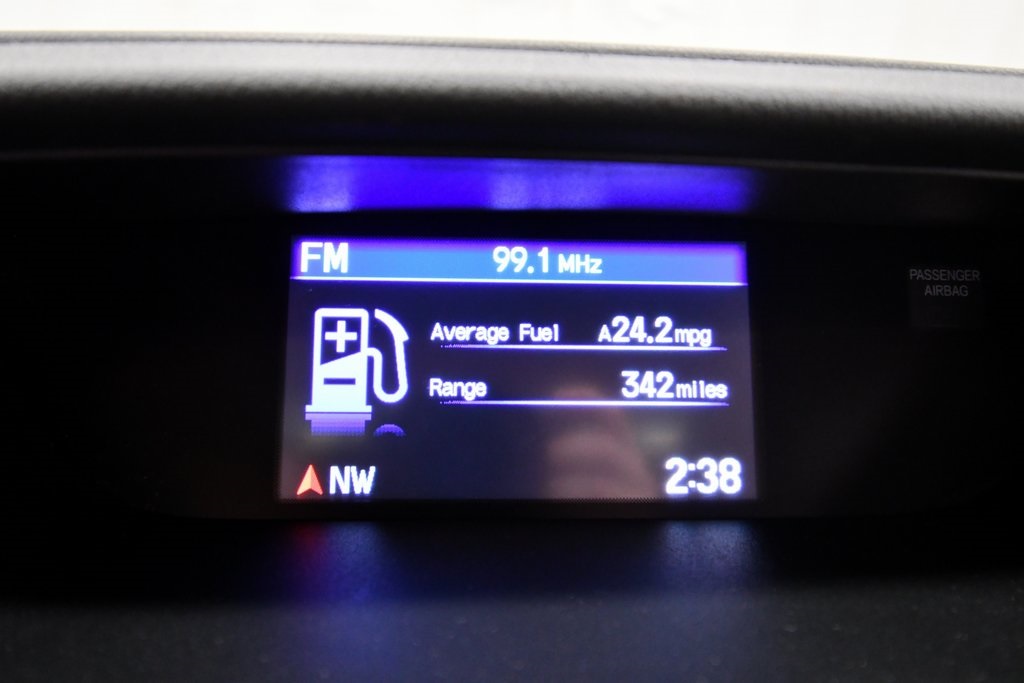 FM 99.1 MHz
PASSENGER
AIRBAG
Average Fuel A24.2mpg
Range 342miles
NW 2:38